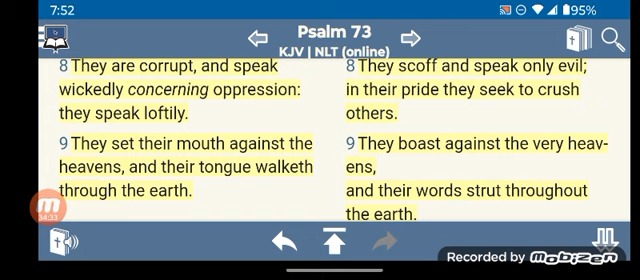 7:52
95%
Psalm 73
KJV | NLT (online)
8 They are corrupt, and speak
wickedly concerning oppression:
they speak loftily.
9 They set their mouth against the
heavens, and their tongue walketh
through the earth.
8 They scoff and speak only evil;
in their pride they seek to crush
others.
9 They boast against the very heav-
ens,
and their words strut throughout
the earth.
34:33
Recorded by Mobizen